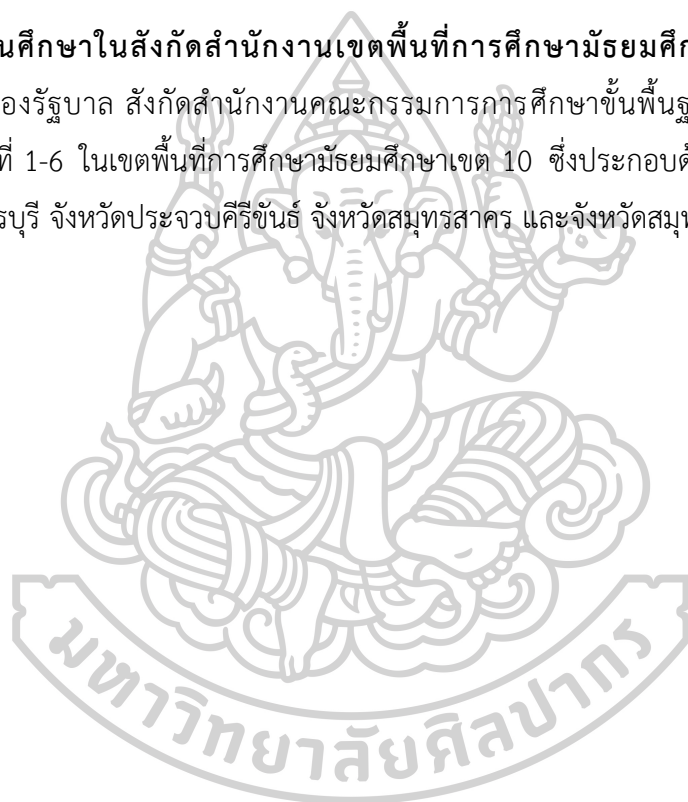 นศึกษาในสังกัดสำนักงานเขตพื้นที่การศึกษามัธยมศึก
องรัฐบาล สังกัดสำนักงานคณะกรรมการการศึกษาขั้นพื้นฐ
ที่ 1-6 ในเขตพื้นที่การศึกษามัธยมศึกษาเขต 10 ซึ่งประกอบด้
รบุรี จังหวัดประจวบคีรีขันธ์ จังหวัดสมุทรสาคร และจังหวัดสมุท
มหาวิทยาลัยศิลปากร